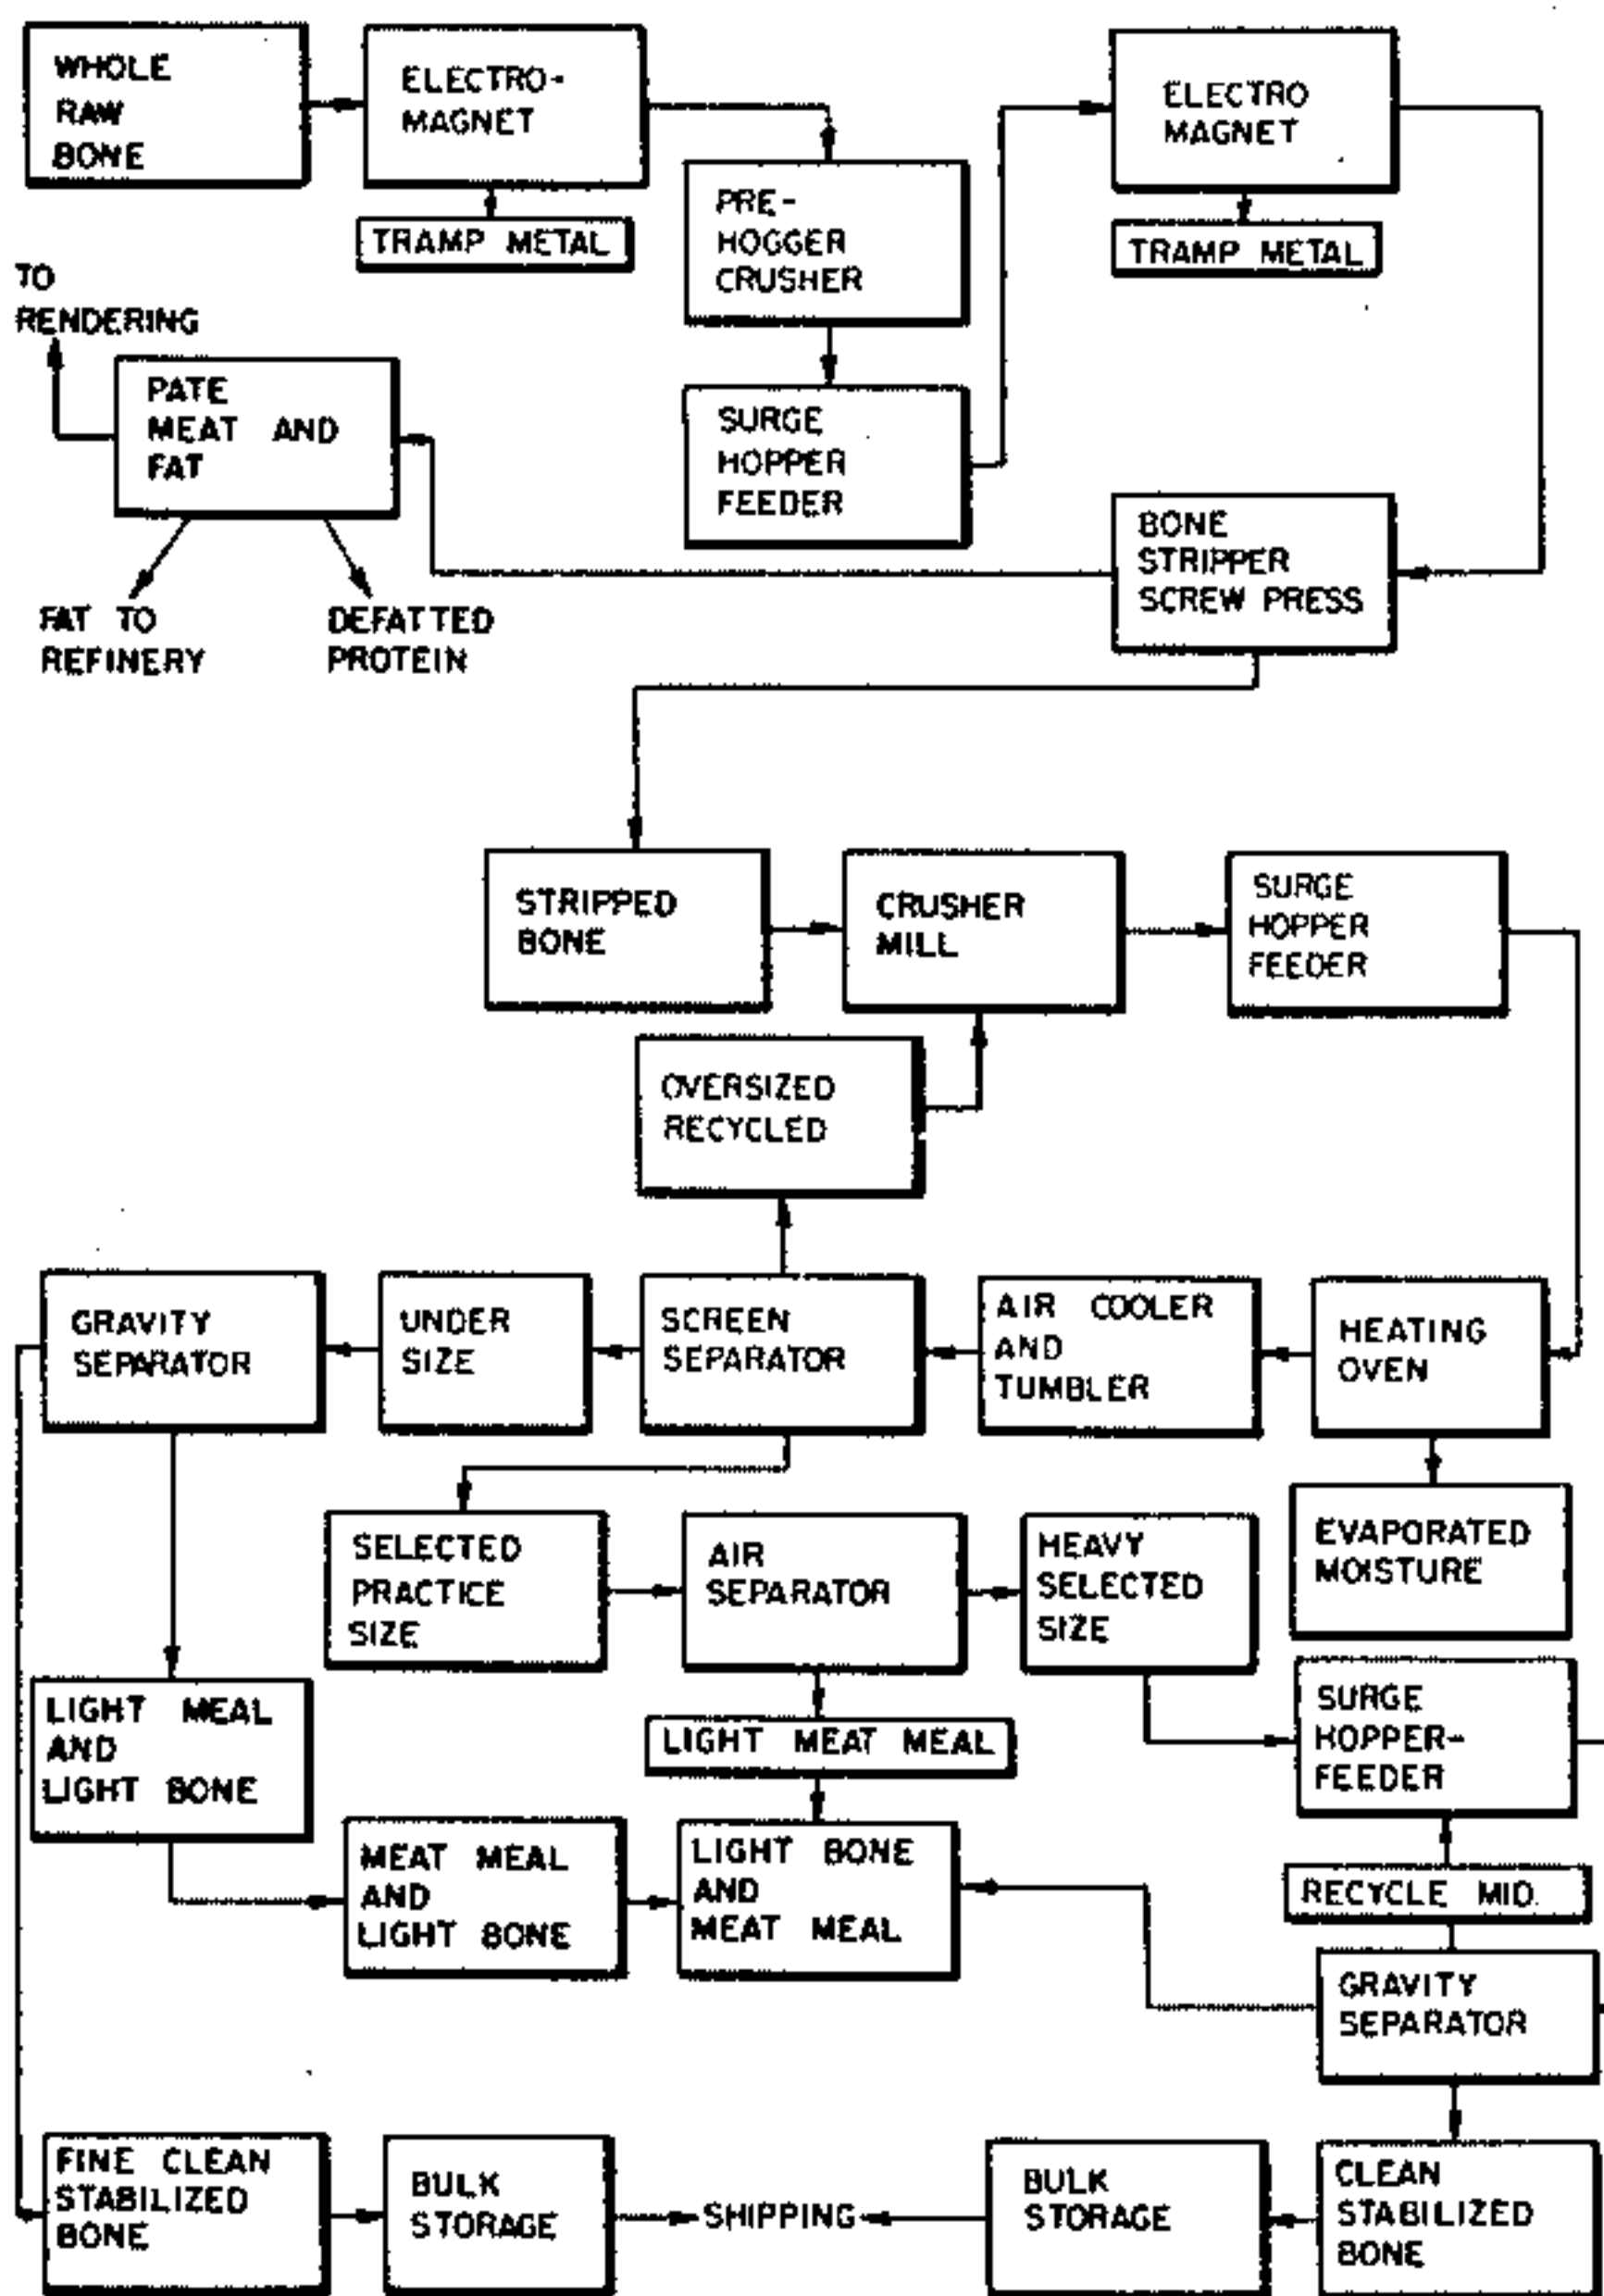 WHOLE
RAW
BONE
ELECTRO-
MAGNET
TRAMP METAL
PRE-
HOGGER
CRUSHER
SURGE
HOPPER
FEEDER
ELECTRO
MAGNET
TRAMP METAL
TO
RENDERING
PATE
MEAT AND
FAT
FAT TO
REFINERY
DEFATTED
PROTEIN
BONE
STRIPPER
SCREW PRESS
STRIPPED
BONE
CRUSHER
MILL
SURGE
HOPPER
FEEDER
OVERSIZED
RECYCLED
GRAVITY
SEPARATOR
UNDER
SIZE
SCREEN
SEPARATOR
AIR COOLER
AND
TUMBLER
HEATING
OVEN
SELECTED
PRACTICE
SIZE
AIR
SEPARATOR
HEAVY
SELECTED
SIZE
EVAPORATED
MOISTURE
LIGHT MEAL
AND
LIGHT BONE
LIGHT MEAT MEAL
SURGE
HOPPER-
FEEDER
MEAT MEAL
AND
LIGHT BONE
LIGHT BONE
AND
MEAT MEAL
RECYCLE MID.
GRAVITY
SEPARATOR
FINE CLEAN
STABILIZED
BONE
BULK
STORAGE
SHIPPING
BULK
STORAGE
CLEAN
STABILIZED
BONE